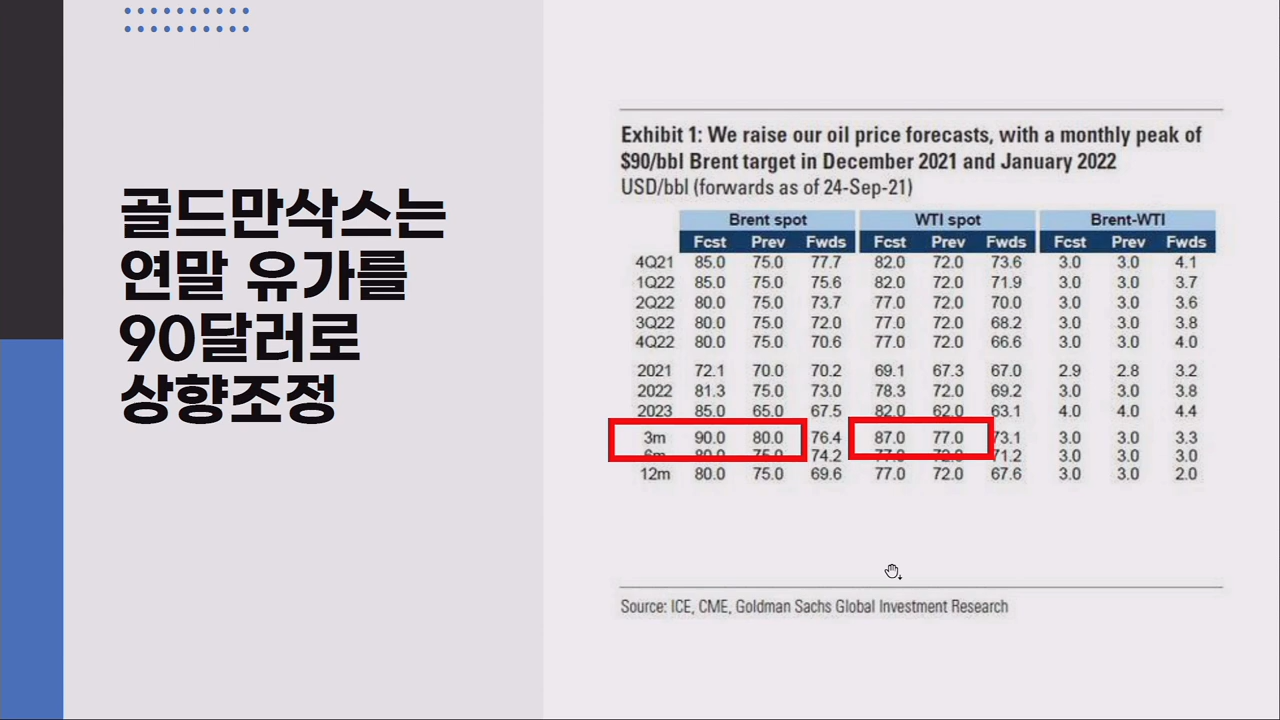 골드만삭스는
연말 유가를
90달러로
상향조정
Exhibit 1: We raise our oil price forecasts, with a monthly peak of
$90/bbl Brent target in December 2021 and January 2022
USD/bbl (forwards as of 24-Sep-21)
Brent spot WTI spot Brent-WTI
Fcst Prev Fwds Fcst Prev Fwds Fcst Prev Fwds
4Q21 85.0 75.0 77.7 82.0 72.0 73.6 3.0 3.0 4.1
1Q22 85.0 75.0 75.6 82.0 72.0 71.9 3.0 3.0 3.7
2Q22 80.0 75.0 73.7 77.0 72.0 70.0 3.0 3.0 3.6
3Q22 80.0 75.0 72.0 77.0 72.0 68.2 3.0 3.0 3.8
4Q22 80.0 75.0 70.6 77.0 72.0 66.6 3.0 3.0 4.0
2021 72.1 70.0 70.2 69.1 67.3 67.0 2.9 2.8 3.2
2022 81.3 75.0 73.0 78.3 72.0 69.2 3.0 3.0 3.8
2023 85.0 65.0 67.5 82.0 62.0 63.1 4.0 4.0 4.4
3m 90.0 80.0 76.4 87.0 77.0 73.1 3.0 3.0 3.3
6m 80.0 75.0 74.2 77.0 72.0 71.2 3.0 3.0 3.0
12m 80.0 75.0 69.6 77.0 72.0 67.6 3.0 3.0 2.0
Source: ICE, CME, Goldman Sachs Global Investment Research